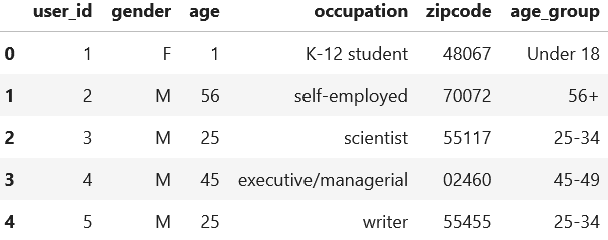 user_id gender age occupation zipcode age_group
0 1 F 1 K-12 student 48067 Under 18
1 2 M 56 self-employed 70072 56+
2 3 M 25 scientist 55117 25-34
3 4 M 45 executive/managerial 02460 45-49
4 5 M 25 writer 55455 25-34